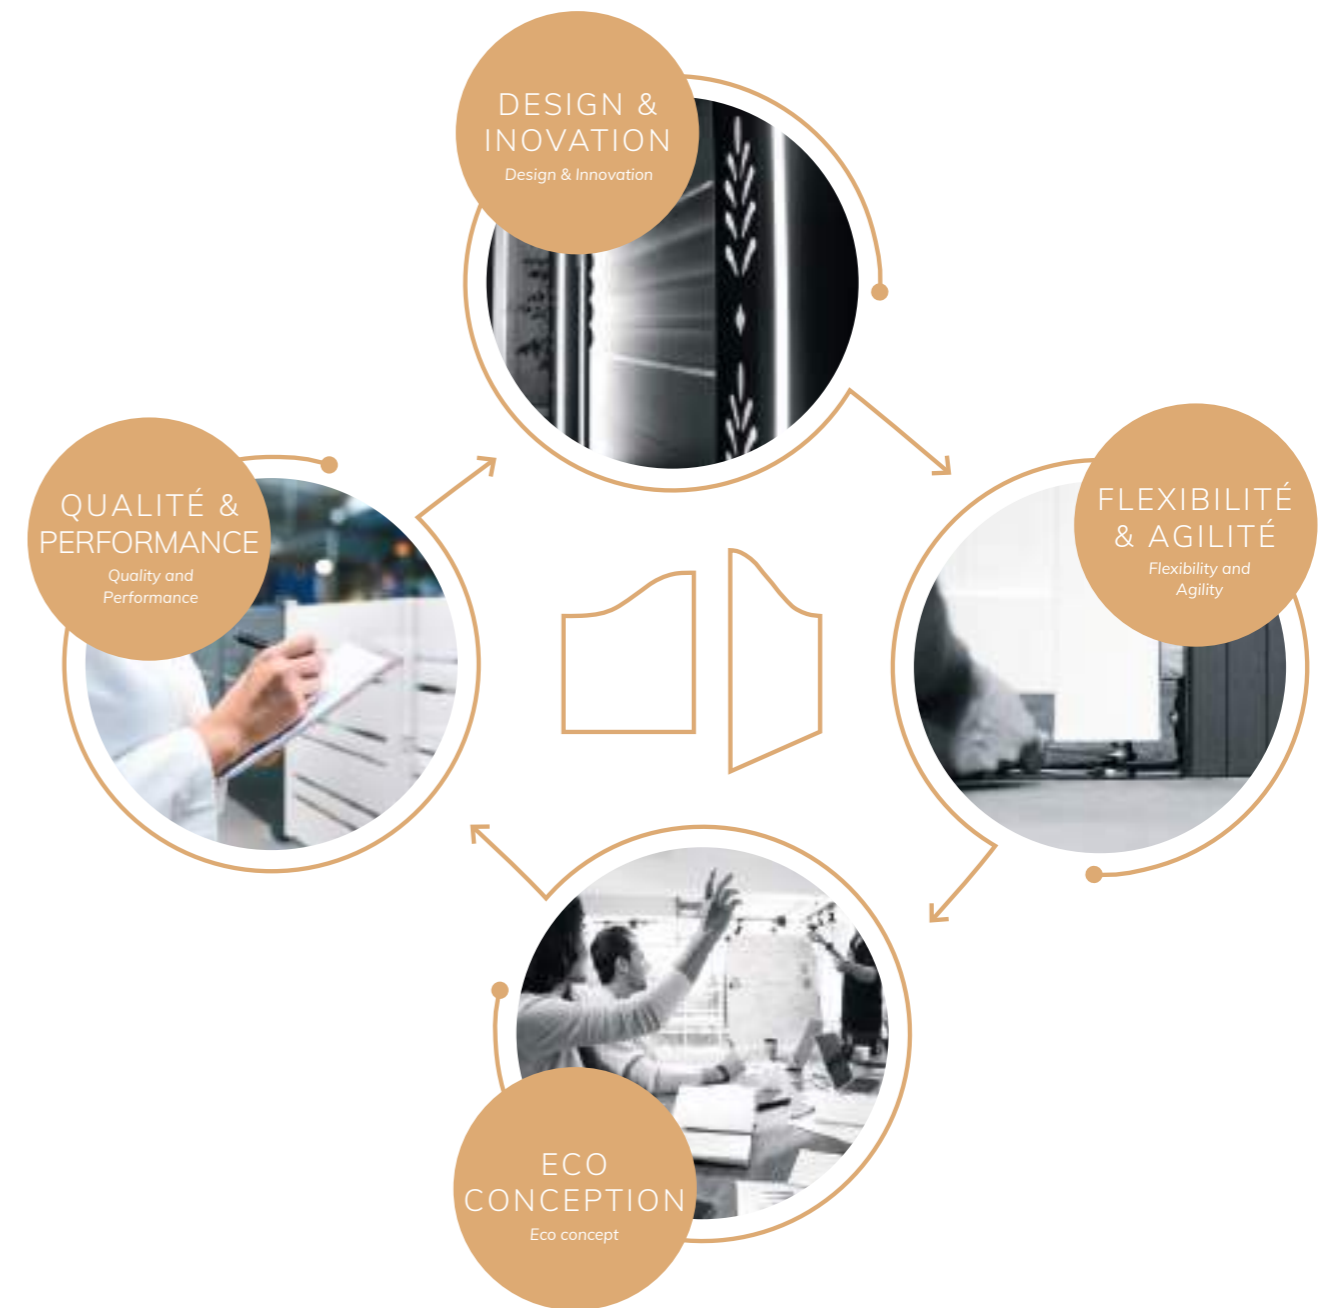 DESIGN &
INOVATION
Design & Innovation
QUALITÉ &
PERFORMANCE
Quality and
Performance
FLEXIBILITÉ
& AGILITÉ
Flexibility and
Agility
ECO
CONCEPTION
Eco concept